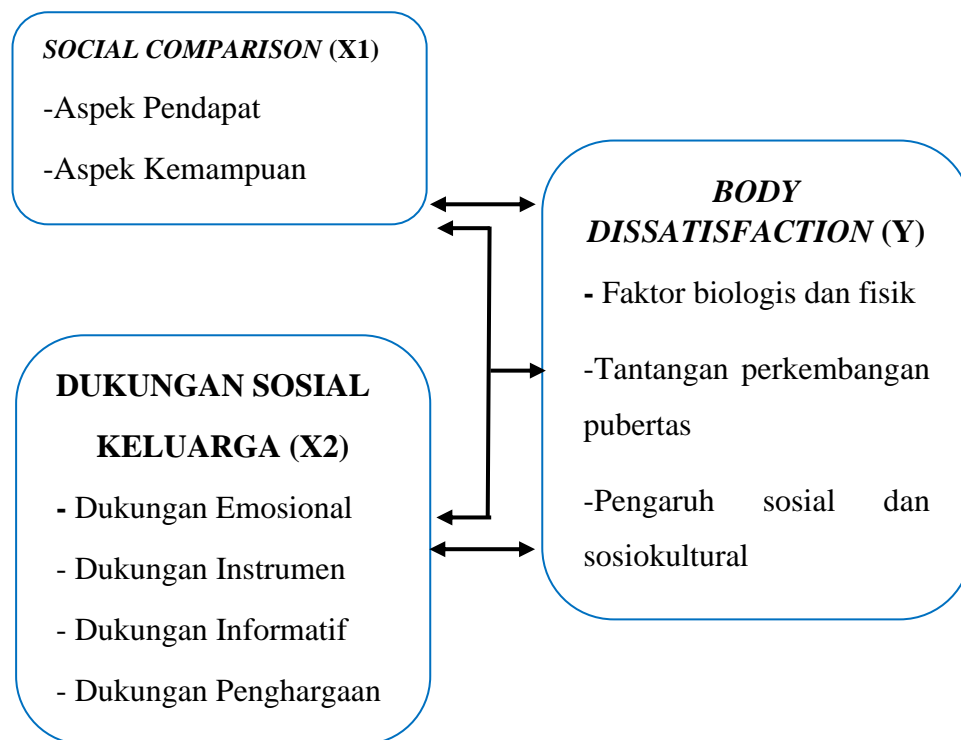 SOCIAL COMPARISON (X1)
-Aspek Pendapat
-Aspek Kemampuan
DUKUNGAN SOSIAL
KELUARGA (X2)
- Dukungan Emosional
- Dukungan Instrumen
- Dukungan Informatif
- Dukungan Penghargaan
BODY
DISSATISFACTION (Y)
- Faktor biologis dan fisik
-Tantangan perkembangan
pubertas
-Pengaruh sosial dan
sosiokultural